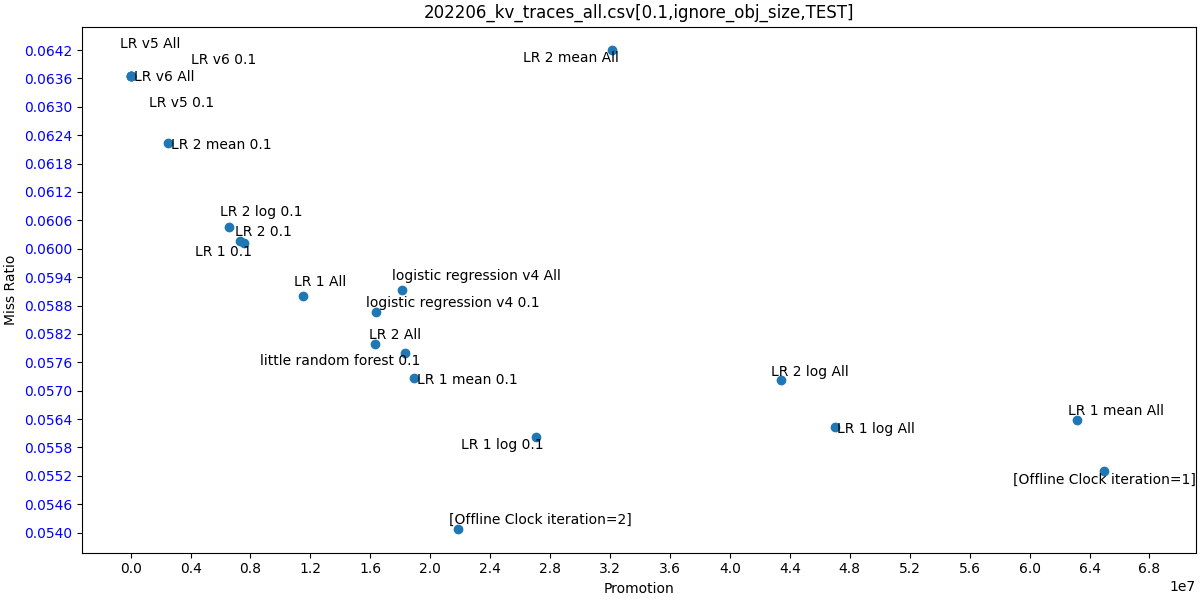 202206_kv_traces_all.csv[0.1,ignore_obj_size,TEST]
Miss Ratio
0.0642
0.0636
0.0630
0.0624
0.0618
0.0612
0.0606
0.0600
0.0594
0.0588
0.0582
0.0576
0.0570
0.0564
0.0558
0.0552
0.0546
0.0540
LR v5 All
LR v6 0.1
LR 2 mean All
LR v6 All
LR v5 0.1
LR 2 mean 0.1
LR 2 log 0.1
LR 2 0.1
LR 1 0.1
LR 1 All
logistic regression v4 All
logistic regression v4 0.1
LR 2 All
little random forest 0.1
LR 1 mean 0.1
LR 2 log All
LR 1 mean All
LR 1 log All
LR 1 log 0.1
[Offline Clock iteration=1]
[Offline Clock iteration=2]
0.0 0.4 0.8 1.2 1.6 2.0 2.4 2.8 3.2 3.6 4.0 4.4 4.8 5.2 5.6 6.0 6.4 6.8
1e7
Promotion